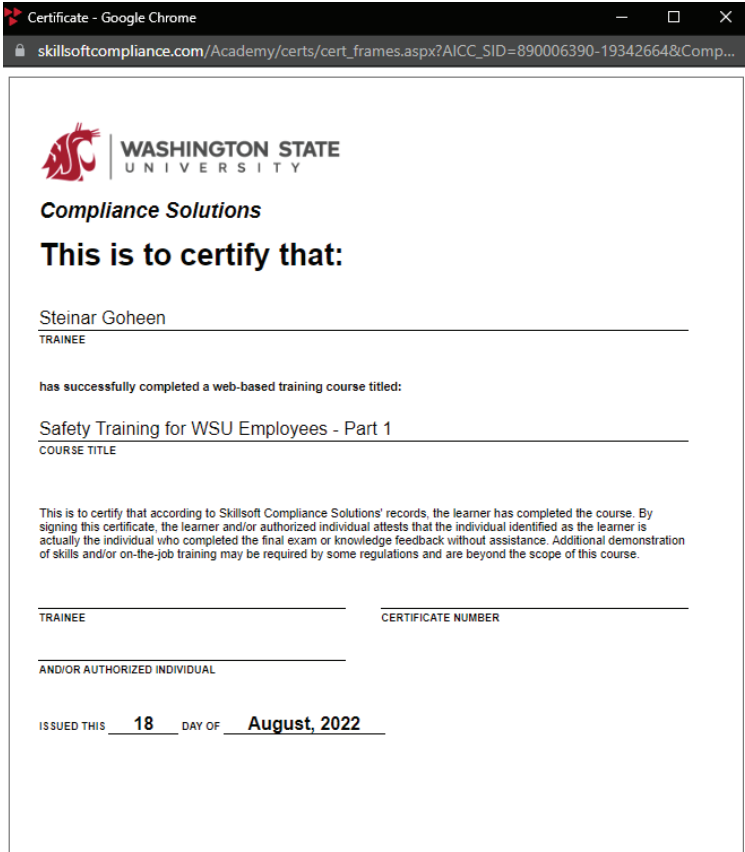 Certificate - Google Chrome
skillsoftcompliance.com/Academy/certs/cert_frames.aspx?AICC_SID=890006390-19342664&Comp...
WASHINGTON STATE
UNIVERSITY
Compliance Solutions
This is to certify that:
Steinar Goheen
TRAINEE
has successfully completed a web-based training course titled:
Safety Training for WSU Employees - Part 1
COURSE TITLE
This is to certify that according to Skillsoft Compliance Solutions' records, the learner has completed the course. By
signing this certificate, the learner and/or authorized individual attests that the individual identified as the learner is
actually the individual who completed the final exam or knowledge feedback without assistance. Additional demonstration
of skills and/or on-the-job training may be required by some regulations and are beyond the scope of this course.
TRAINEE CERTIFICATE NUMBER
AND/OR AUTHORIZED INDIVIDUAL
ISSUED THIS 18 DAY OF August, 2022